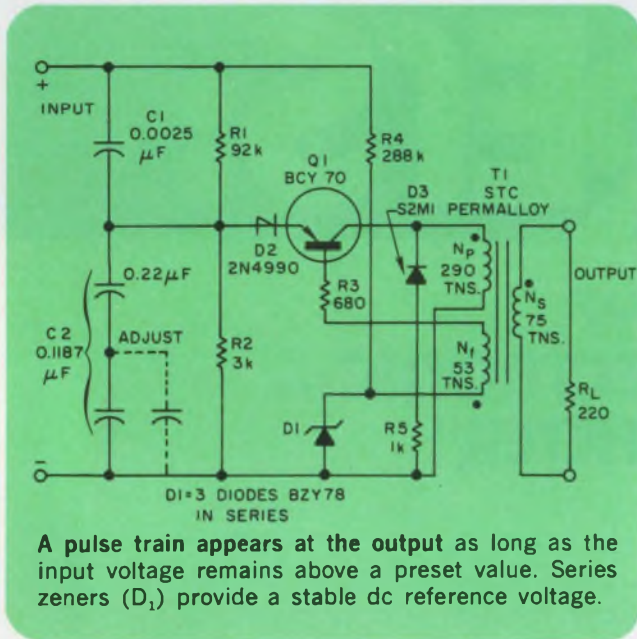 +
INPUT
C1
0.0025
µF
R1
92k
R4
288k
Q1
BCY 70
T1
STC
PERMALLOY
D3
S2M1
D2
2N4990
NP
290
TNS.
OUTPUT
NS
75
TNS.
0.22µF
R3
680
C2
0.1187
µF
ADJUST
R2
3k
Nf
53
TNS.
D1
R5
1k
RL
220
–
D1=3 DIODES BZY78
IN SERIES
A pulse train appears at the output as long as the
input voltage remains above a preset value. Series
zeners (D₁) provide a stable dc reference voltage.